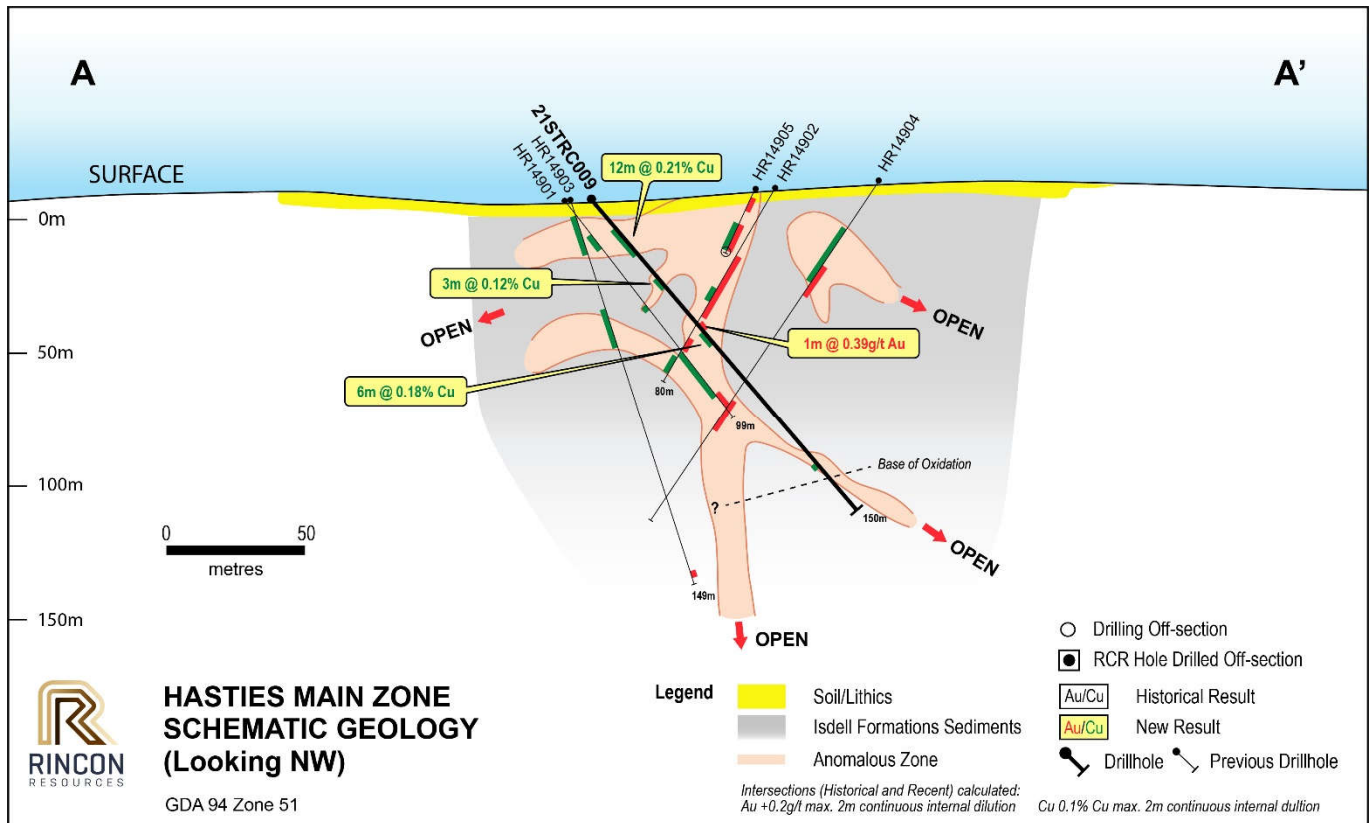 A
A'
SURFACE
HR14901
HR14903
21STRC009
12m @ 0.21% Cu
HR14905
HR14902
HR14904
0m
3m @ 0.12% Cu
OPEN
OPEN
50m
1m @ 0.39g/t Au
6m @ 0.18% Cu
80m
99m
Base of Oxidation
100m
?
150m
0 50
metres
OPEN
149m
150m
OPEN
RINCON
RESOURCES
HASTIES MAIN ZONE
SCHEMATIC GEOLOGY
(Looking NW)
GDA 94 Zone 51
Legend
Soil/Lithics
Isdell Formations Sediments
Anomalous Zone
Drilling Off-section
RCR Hole Drilled Off-section
Au/Cu Historical Result
Au/Cu New Result
Drillhole Previous Drillhole
Intersections (Historical and Recent) calculated:
Au +0.2g/t max. 2m continuous internal dilution Cu 0.1% Cu max. 2m continuous internal dultion